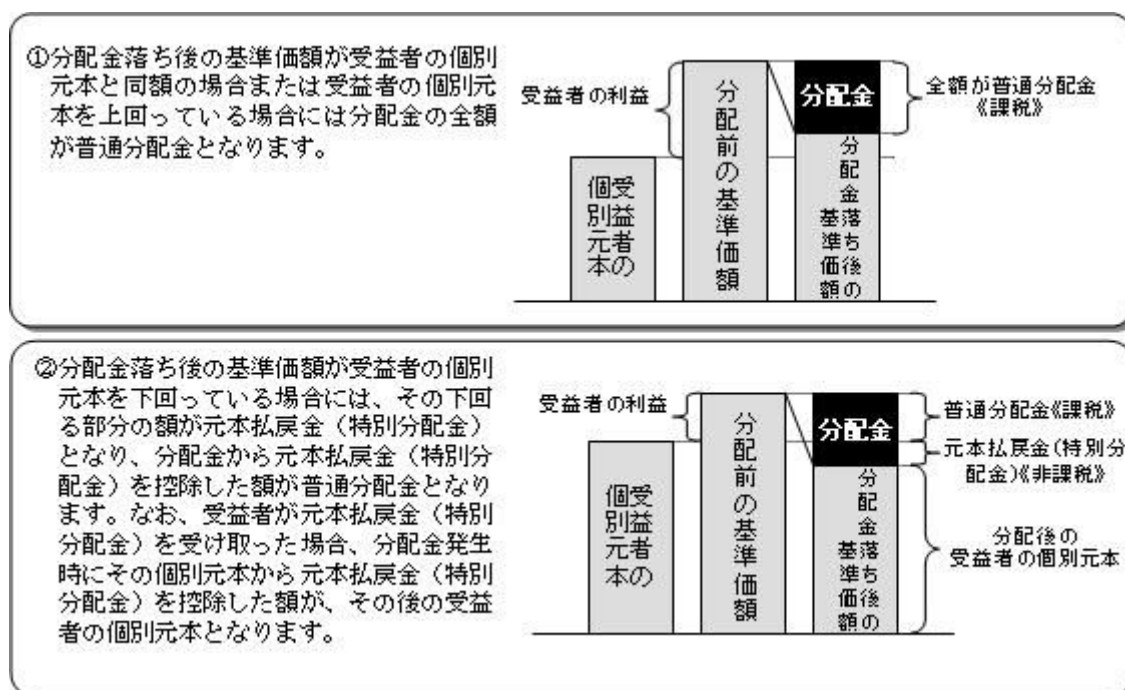 ①分配金落ち後の基準価額が受益者の個別
元本と同額の場合または受益者の個別元
本を上回っている場合には分配金の全額
が普通分配金となります。
受益者の利益
受益者の
個別元本
分配前の基準価額
分配金
分配金落ち後の
基準価額
全額が普通分配金
《課税》
②分配金落ち後の基準価額が受益者の個別
元本を下回っている場合には、その下回
る部分の額が元本払戻金（特別分配金）
となり、分配金から元本払戻金（特別分
配金）を控除した額が普通分配金となり
ます。なお、受益者が元本払戻金（特別
分配金）を受け取った場合、分配金発生
時にその個別元本から元本払戻金（特別
分配金）を控除した額が、その後の受益
者の個別元本となります。
受益者の利益
受益者の
個別元本
分配前の基準価額
分配金
分配金落ち後の
基準価額
普通分配金《課税》
元本払戻金(特別分
配金)《非課税》
分配後の
受益者の個別元本